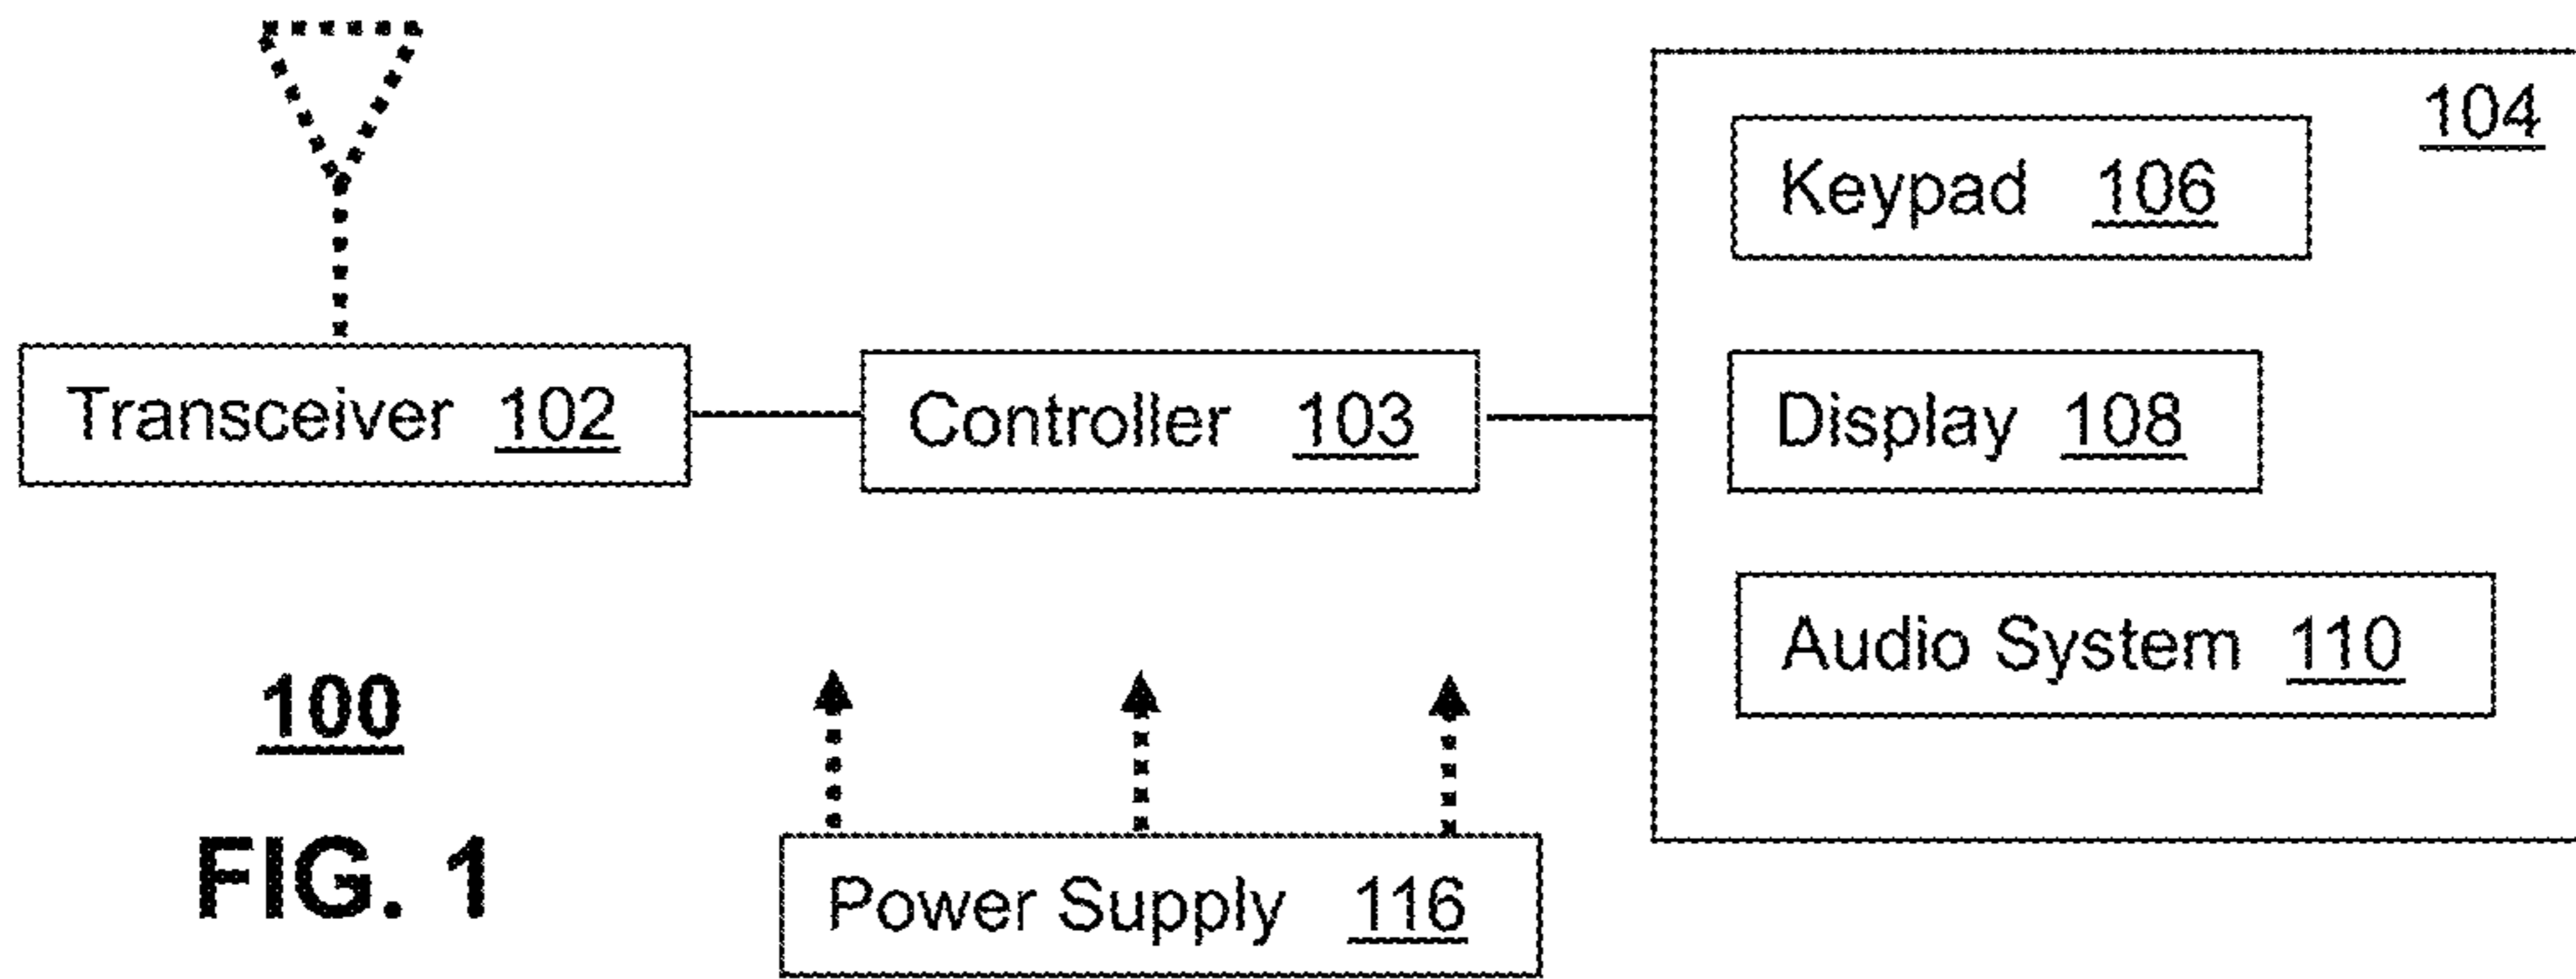 104
Keypad 106
Transceiver 102
Controller 103
Display 108
Audio System 110
100
FIG. 1
Power Supply 116